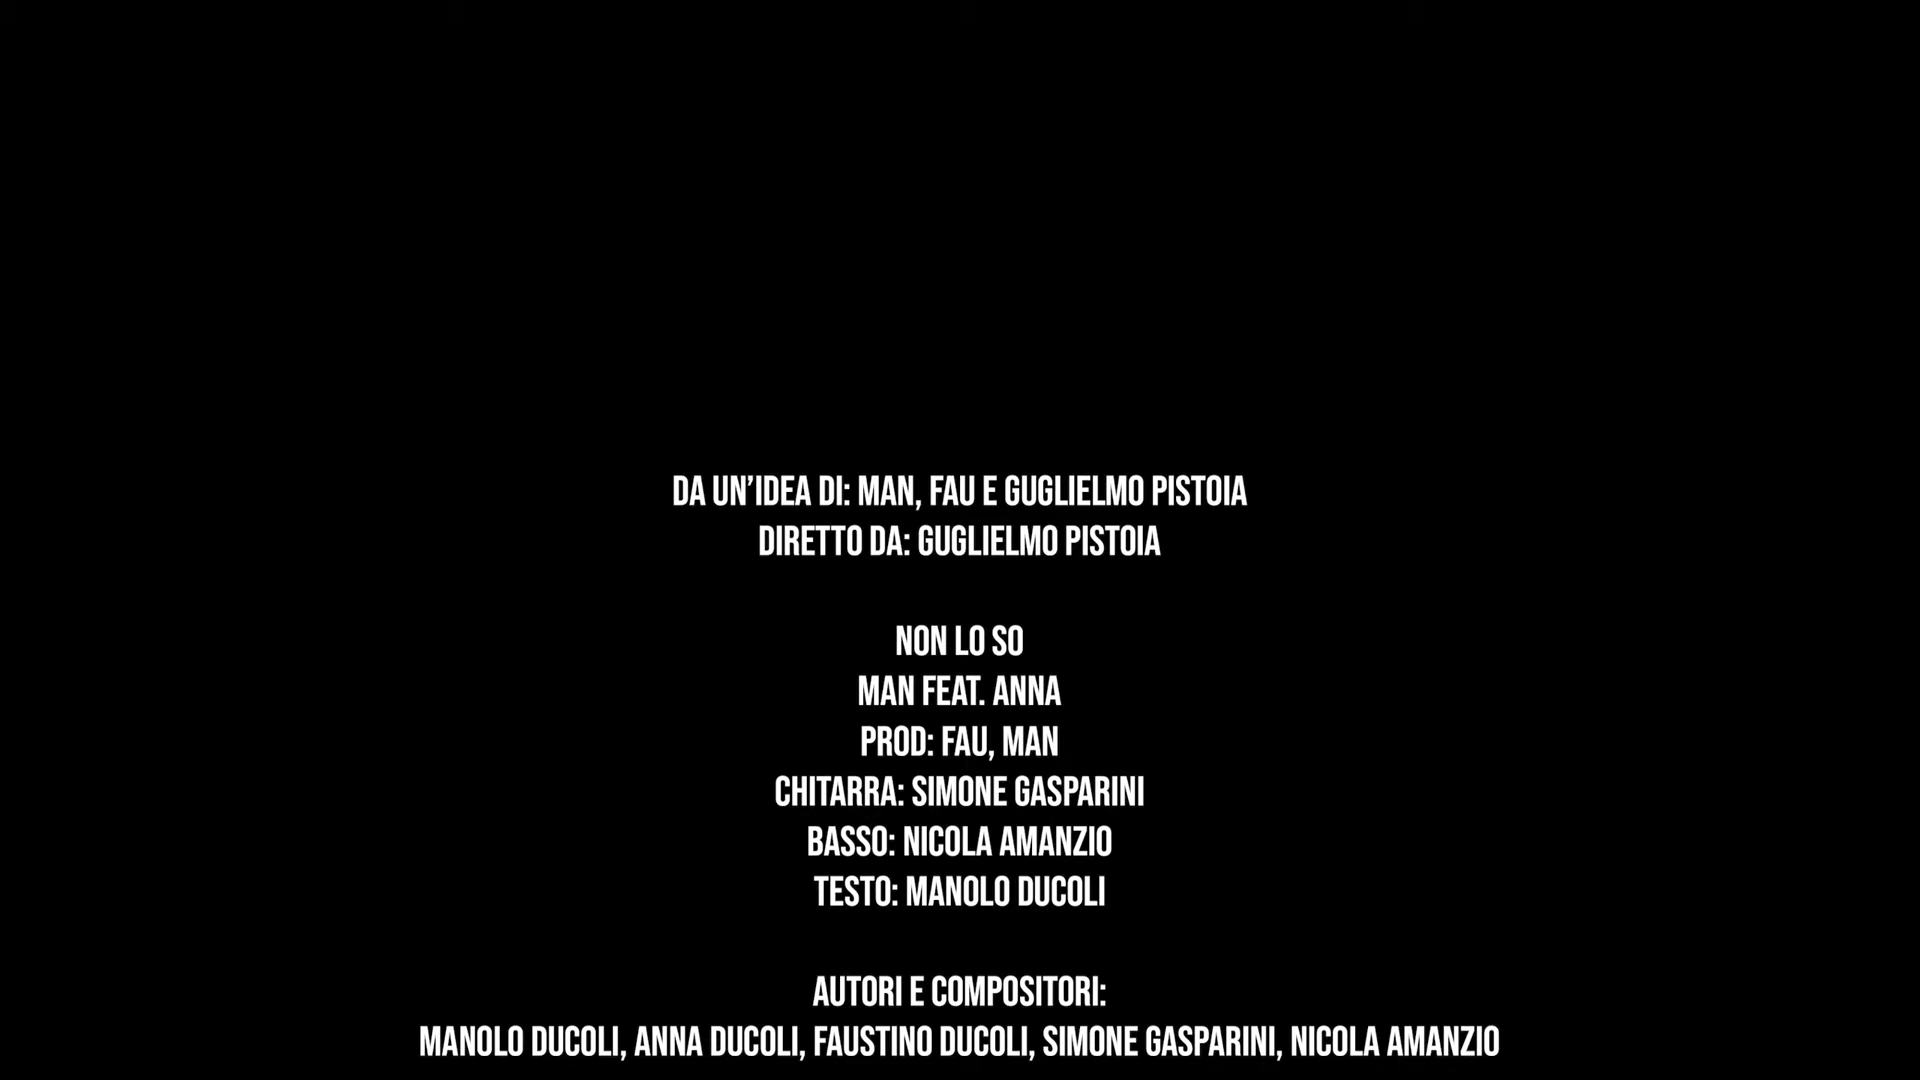 DA UN’IDEA DI: MAN, FAU E GUGLIELMO PISTOIA
DIRETTO DA: GUGLIELMO PISTOIA
NON LO SO
MAN FEAT. ANNA
PROD: FAU, MAN
CHITARRA: SIMONE GASPARINI
BASSO: NICOLA AMANZIO
TESTO: MANOLO DUCOLI
AUTORI E COMPOSITORI:
MANOLO DUCOLI, ANNA DUCOLI, FAUSTINO DUCOLI, SIMONE GASPARINI, NICOLA AMANZIO